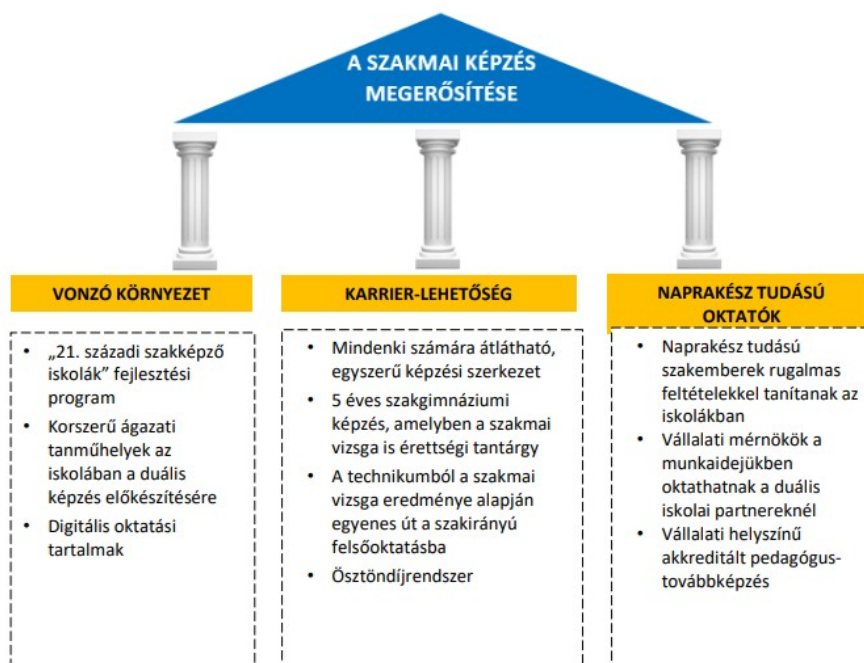 A SZAKMAI KÉPZÉS
MEGERŐSÍTÉSE
VONZÓ KÖRNYEZET
• „21. századi szakképző
iskolák” fejlesztési
program
• Korszerű ágazati
tanműhelyek az
iskolában a duális
képzés előkészítésére
• Digitális oktatási
tartalmak
KARRIER-LEHETŐSÉG
• Mindenki számára átlátható,
egyszerű képzési szerkezet
• 5 éves szakgimnáziumi
képzés, amelyben a szakmai
vizsga is érettségi tantárgy
• A technikumból a szakmai
vizsga eredménye alapján
egyenes út a szakirányú
felsőoktatásba
• Ösztöndíjrendszer
NAPRAKÉSZ TUDÁSÚ
OKTATÓK
• Naprakész tudású
szakemberek rugalmas
feltételekkel tanítanak az
iskolákban
• Vállalati mérnökök a
munkaidejükben
oktathatnak a duális
iskolai partnereknél
• Vállalati helyszínű
akkreditált pedagógus-
továbbképzés